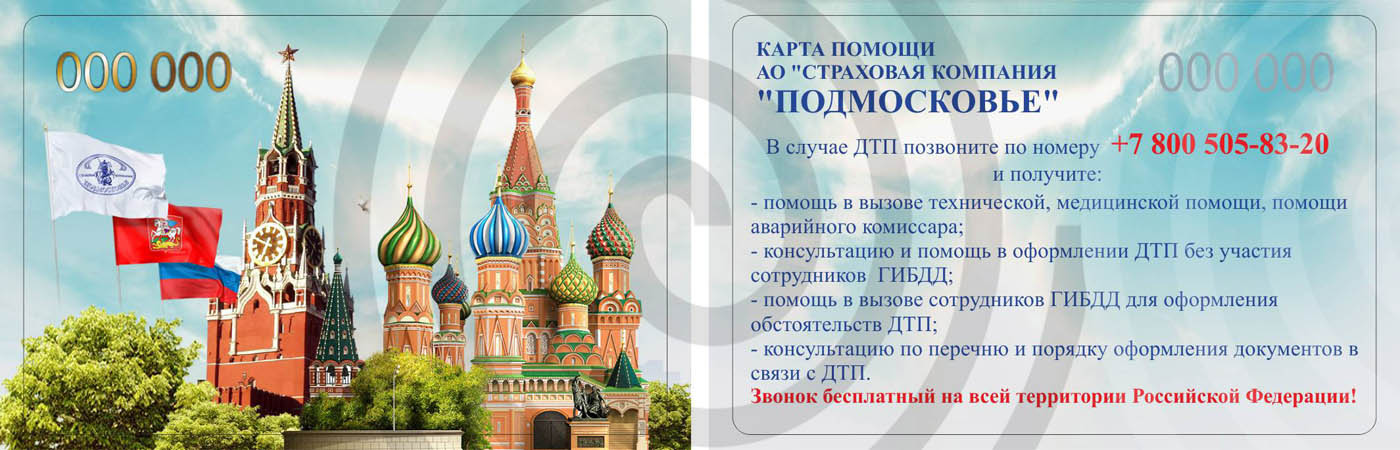 000 000
КАРТА ПОМОЩИ
АО "СТРАХОВАЯ КОМПАНИЯ
"ПОДМОСКОВЬЕ"
000 000
В случае ДТП позвоните по номеру +7 800 505-83-20
и получите:
- помощь в вызове технической, медицинской помощи, помощи
аварийного комиссара;
- консультацию и помощь в оформлении ДТП без участия
сотрудников ГИБДД;
- помощь в вызове сотрудников ГИБДД для оформления
обстоятельств ДТП;
- консультацию по перечню и порядку оформления документов в
связи с ДТП.
Звонок бесплатный на всей территории Российской Федерации!